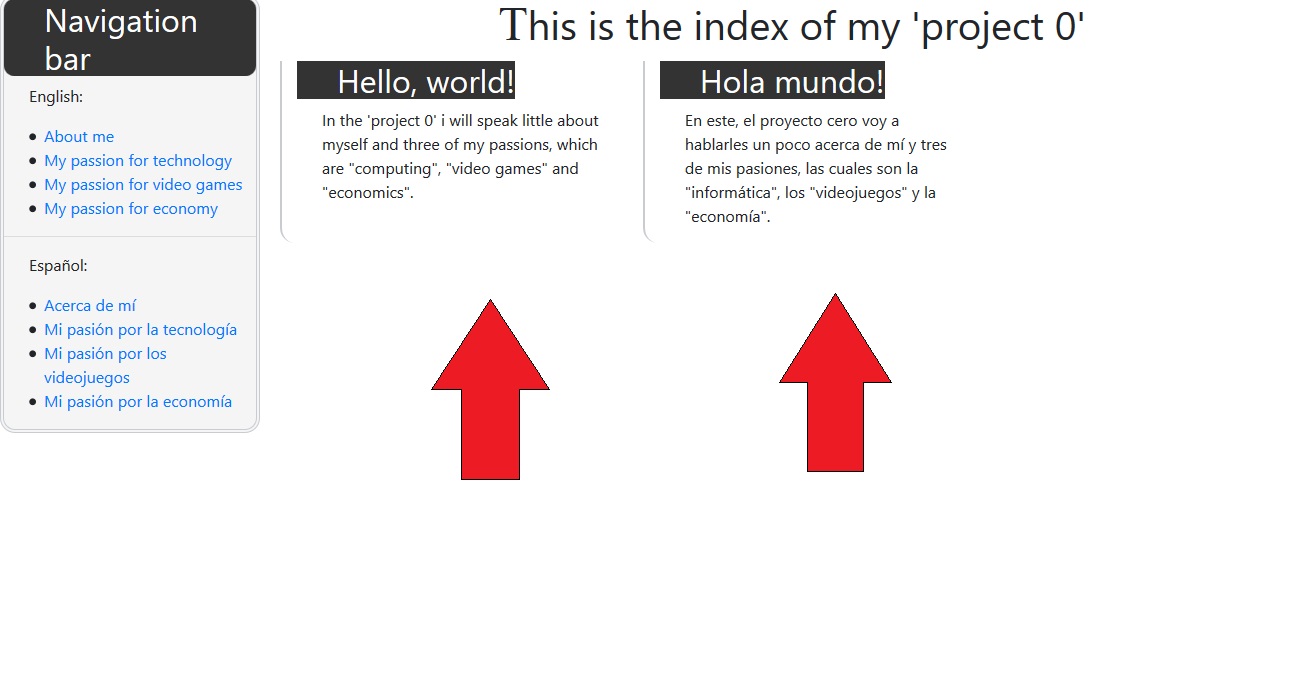 Navigation
bar
English:
About me
My passion for technology
My passion for video games
My passion for economy
Español:
Acerca de mí
Mi pasión por la tecnología
Mi pasión por los
videojuegos
Mi pasión por la economía
This is the index of my 'project 0'
Hello, world!
In the 'project 0' i will speak little about
myself and three of my passions, which
are "computing", "video games" and
"economics".
Hola mundo!
En este, el proyecto cero voy a
hablarles un poco acerca de mí y tres
de mis pasiones, las cuales son la
"informática", los "videojuegos" y la
"economía".